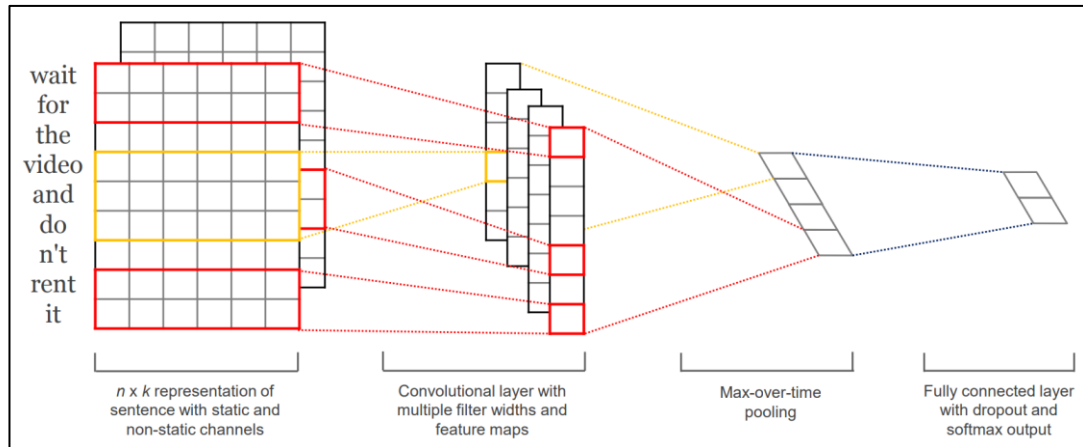 wait
for
the
video
and
do
n't
rent
it
n x k representation of
sentence with static and
non-static channels
Convolutional layer with
multiple filter widths and
feature maps
Max-over-time
pooling
Fully connected layer
with dropout and
softmax output